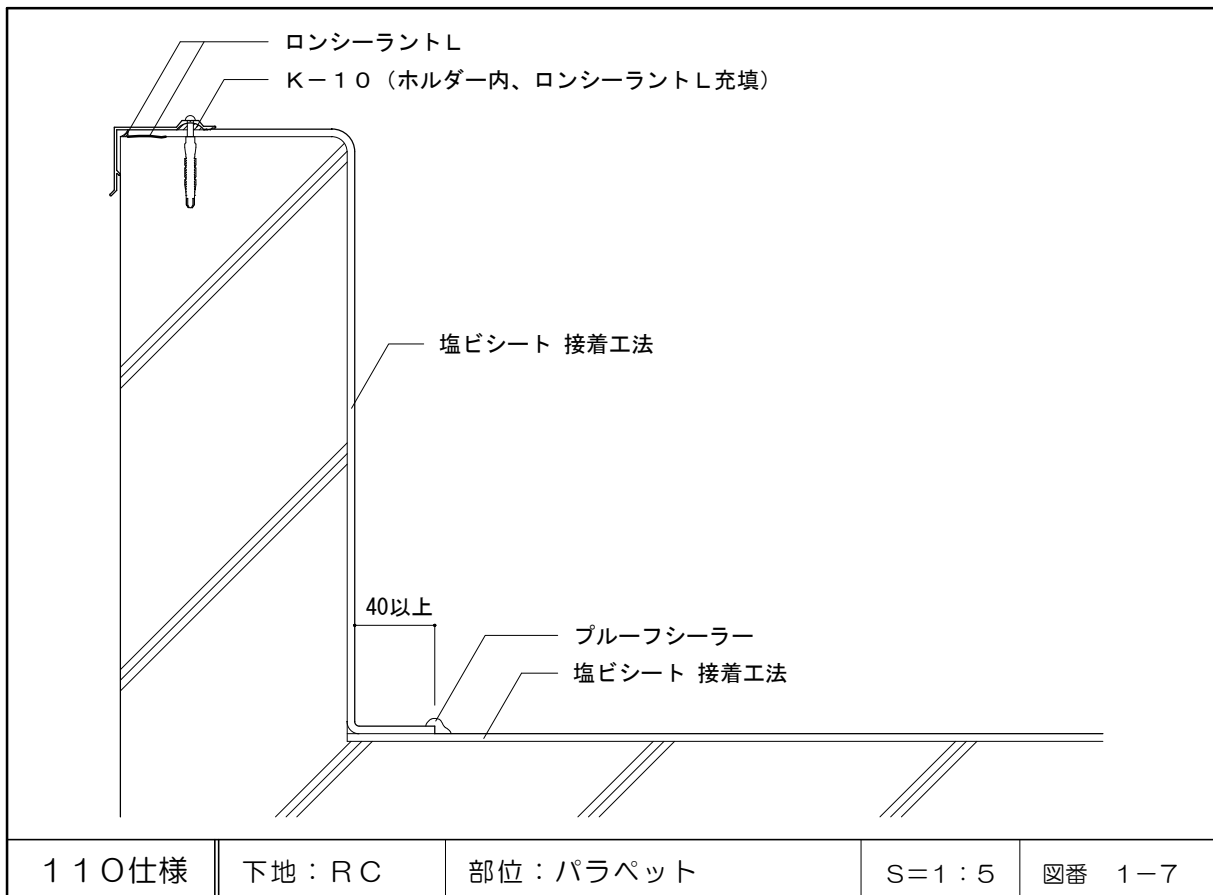 ロンシーラントL
K－10（ホルダー内、ロンシーラントL充填）
塩ビシート 接着工法
40以上
プルーフシーラー
塩ビシート 接着工法
110仕様
下地：RC
部位：パラペット
S=1：5
図番 1－7